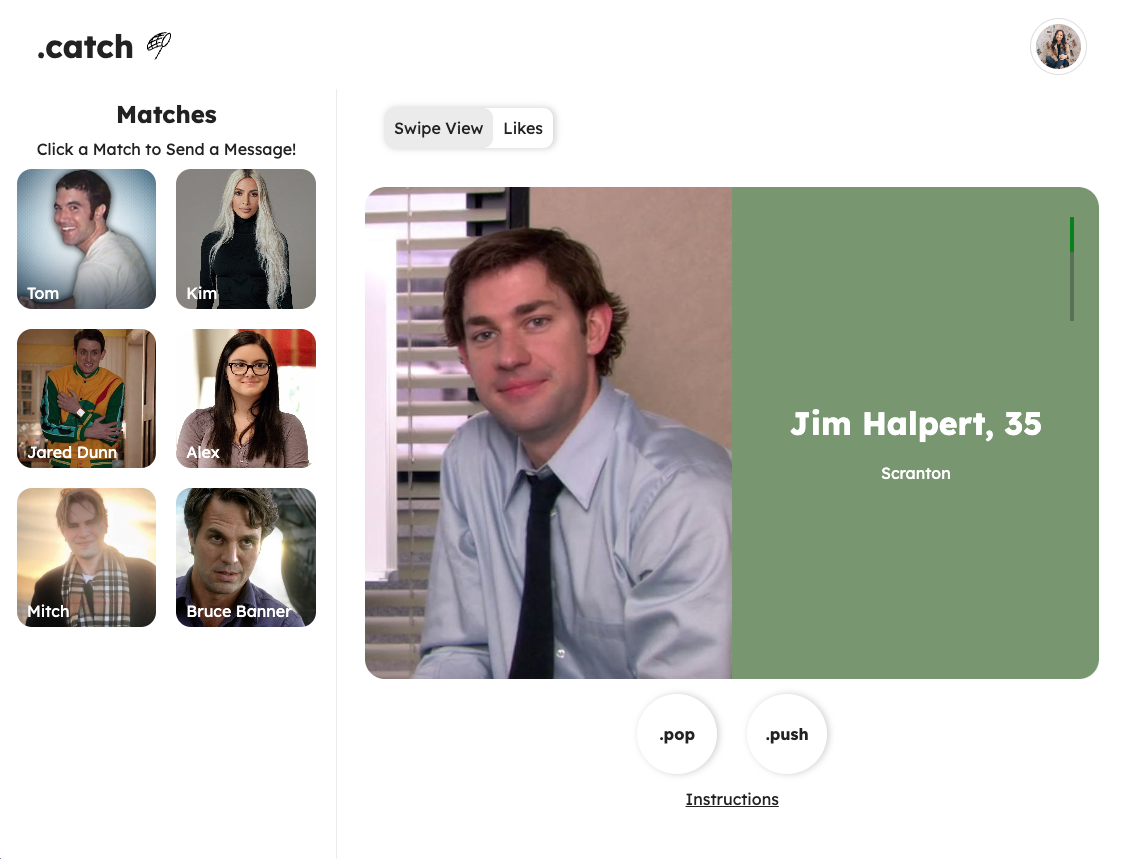 .catch
Matches
Click a Match to Send a Message!
Tom
Kim
Jared Dunn
Alex
Mitch
Bruce Banner
Swipe View
Likes
Jim Halpert, 35
Scranton
.pop
.push
Instructions